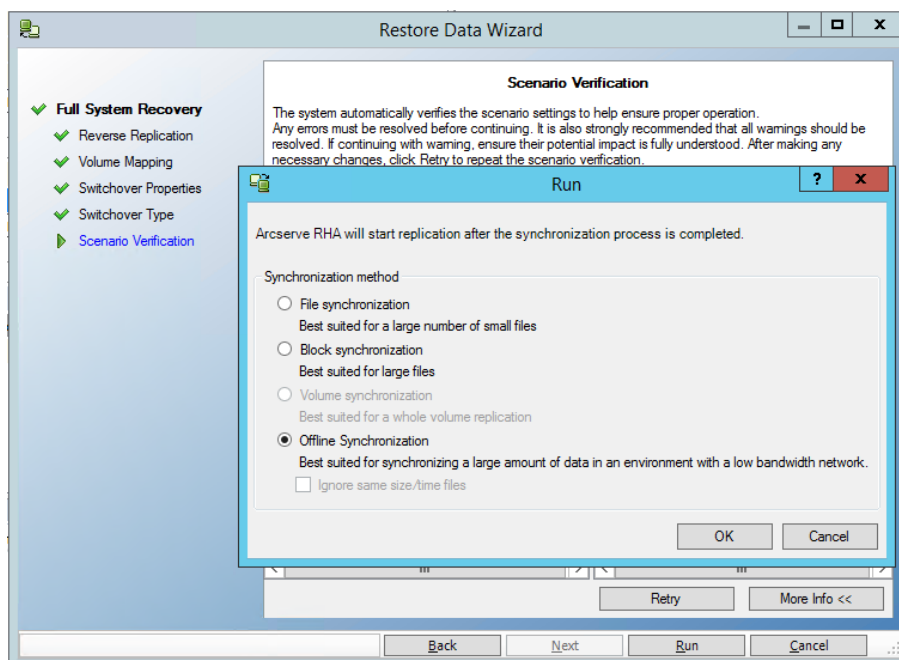 Restore Data Wizard
Full System Recovery
Reverse Replication
Volume Mapping
Switchover Properties
Switchover Type
Scenario Verification
Scenario Verification
The system automatically verifies the scenario settings to help ensure proper operation.
Any errors must be resolved before continuing. It is also strongly recommended that all warnings should be
resolved. If continuing with warning, ensure their potential impact is fully understood. After making any
necessary changes, click Retry to repeat the scenario verification.
Run
?
Arcserve RHA will start replication after the synchronization process is completed.
Synchronization method
File synchronization
Best suited for a large number of small files
Block synchronization
Best suited for large files
Volume synchronization
Best suited for a whole volume replication
Offline Synchronization
Best suited for synchronizing a large amount of data in an environment with a low bandwidth network.
Ignore same size/time files
OK Cancel
Retry More Info <<
Back Next Run Cancel